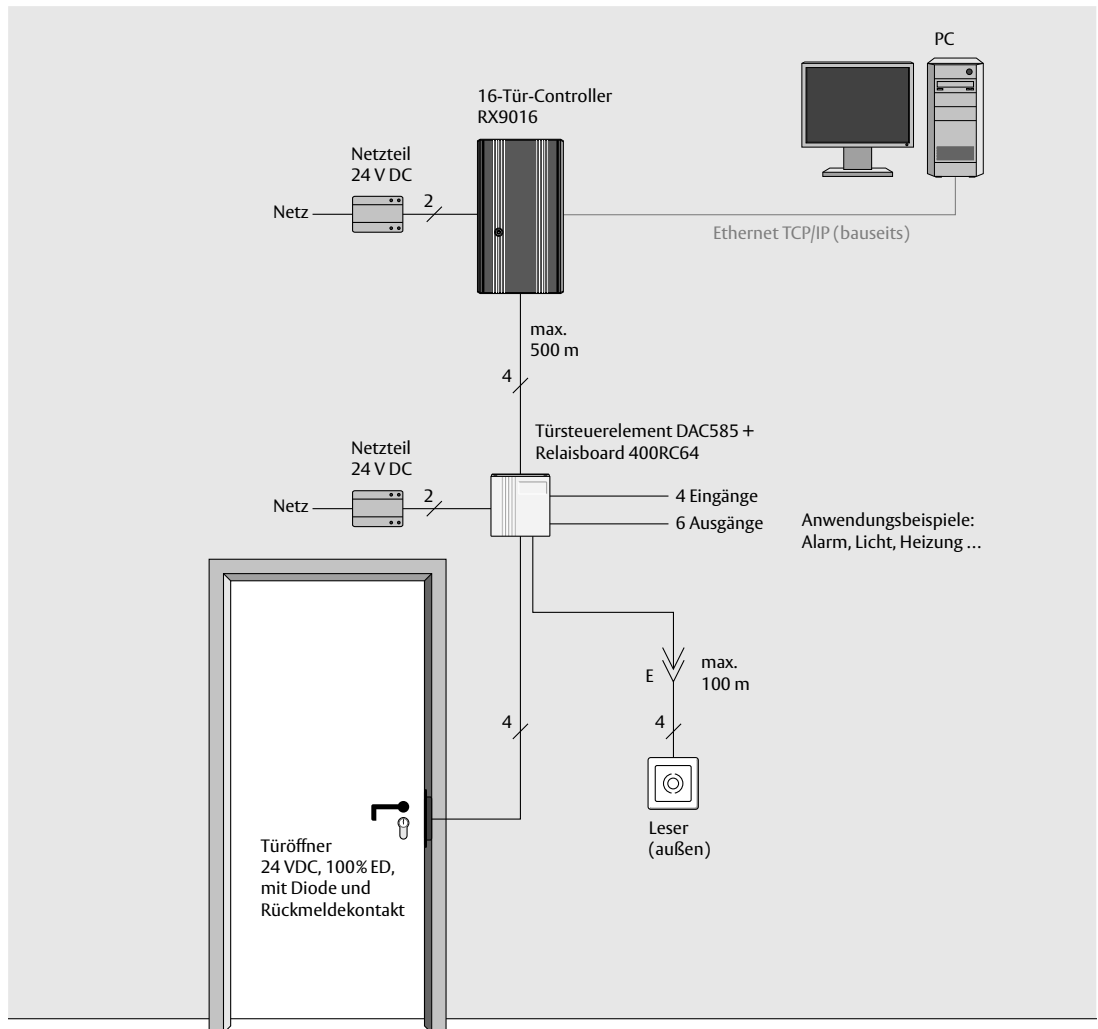 PC
16-Tür-Controller
RX9016
Netzteil
24 V DC
Netz
2
Ethernet TCP/IP (bauseits)
max.
500 m
4
Türsteuerelement DAC585 +
Relaisboard 400RC64
Netzteil
24 V DC
Netz
2
4 Eingänge
6 Ausgänge
Anwendungsbeispiele:
Alarm, Licht, Heizung ...
E
max.
100 m
4
4
Leser
(außen)
Türöffner
24 VDC, 100% ED,
mit Diode und
Rückmeldekontakt